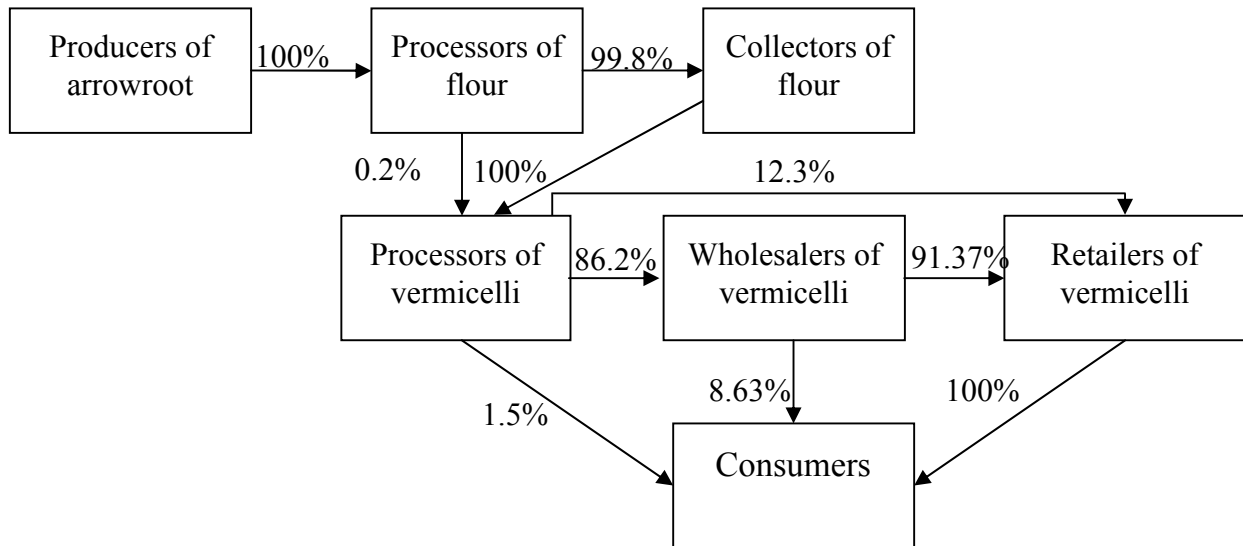 Producers of
arrowroot
100%
Processors of
flour
99.8%
Collectors of
flour
0.2%
100%
12.3%
Processors of
vermicelli
86.2%
Wholesalers of
vermicelli
91.37%
Retailers of
vermicelli
1.5%
8.63%
100%
Consumers